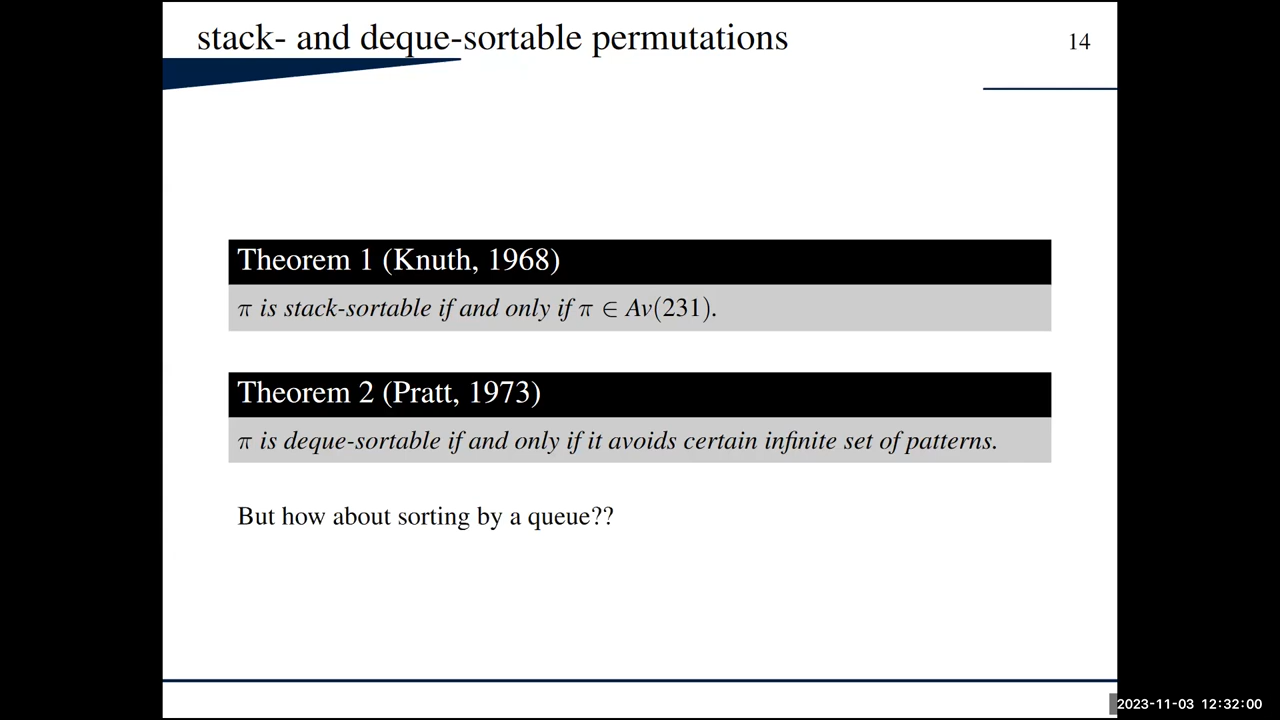 stack- and deque-sortable permutations
14
Theorem 1 (Knuth, 1968)
π is stack-sortable if and only if π ∈ Av(231).
Theorem 2 (Pratt, 1973)
π is deque-sortable if and only if it avoids certain infinite set of patterns.
But how about sorting by a queue??
2023-11-03 12:32:00